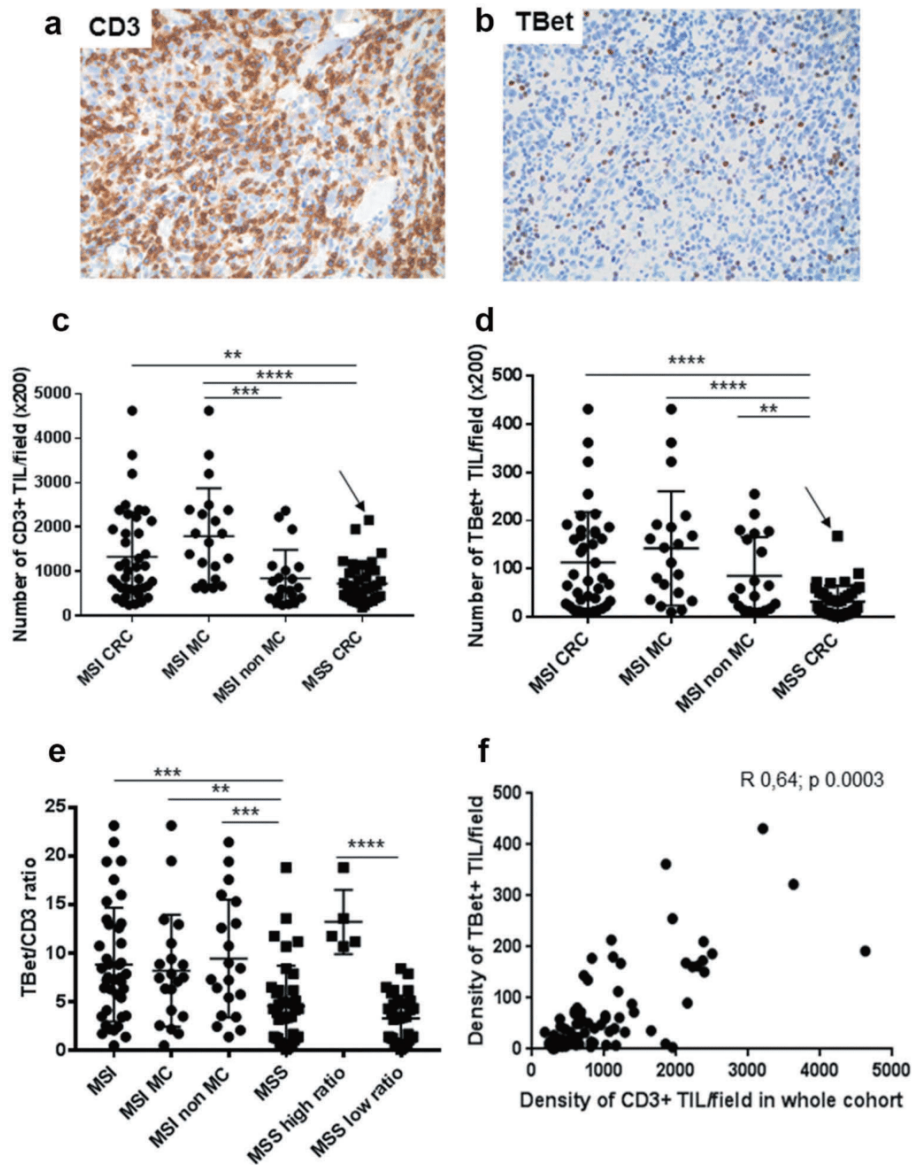 a CD3
b TBet
c
Number of CD3+ TIL/field (x200)
5000
4000
3000
2000
1000
0
**
****
***
MSI CRC
MSI MC
MSI non MC
MSS CRC
d
Number of TBet+ TIL/field (x200)
500
400
300
200
100
0
****
****
**
MSI CRC
MSI MC
MSI non MC
MSS CRC
e
TBet/CD3 ratio
25
20
15
10
5
0
***
**
***
****
MSI
MSI MC
MSI non MC
MSS
MSS high ratio
MSS low ratio
f
R 0,64; p 0.0003
Density of TBet+ TIL/field
500
400
300
200
100
0
0 1000 2000 3000 4000 5000
Density of CD3+ TIL/field in whole cohort